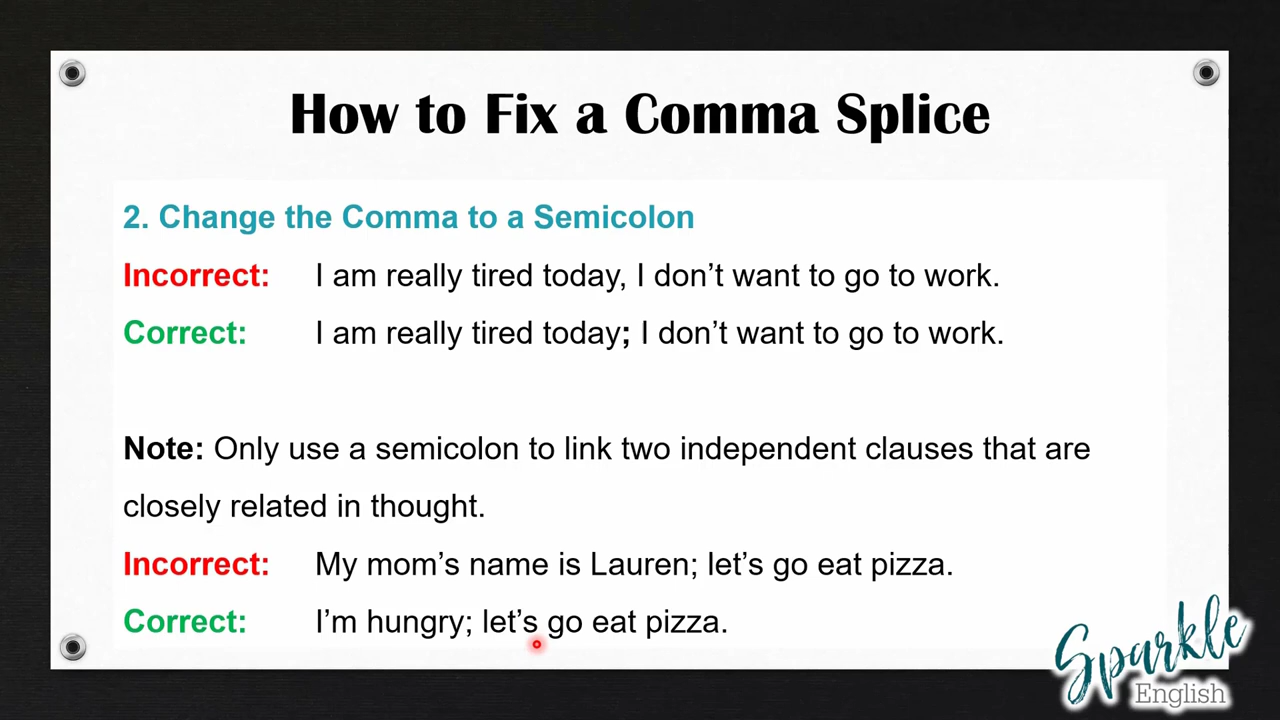 How to Fix a Comma Splice
2. Change the Comma to a Semicolon
Incorrect: I am really tired today, I don’t want to go to work.
Correct: I am really tired today; I don’t want to go to work.
Note: Only use a semicolon to link two independent clauses that are
closely related in thought.
Incorrect: My mom’s name is Lauren; let’s go eat pizza.
Correct: I’m hungry; let’s go eat pizza.
Sparkle
English